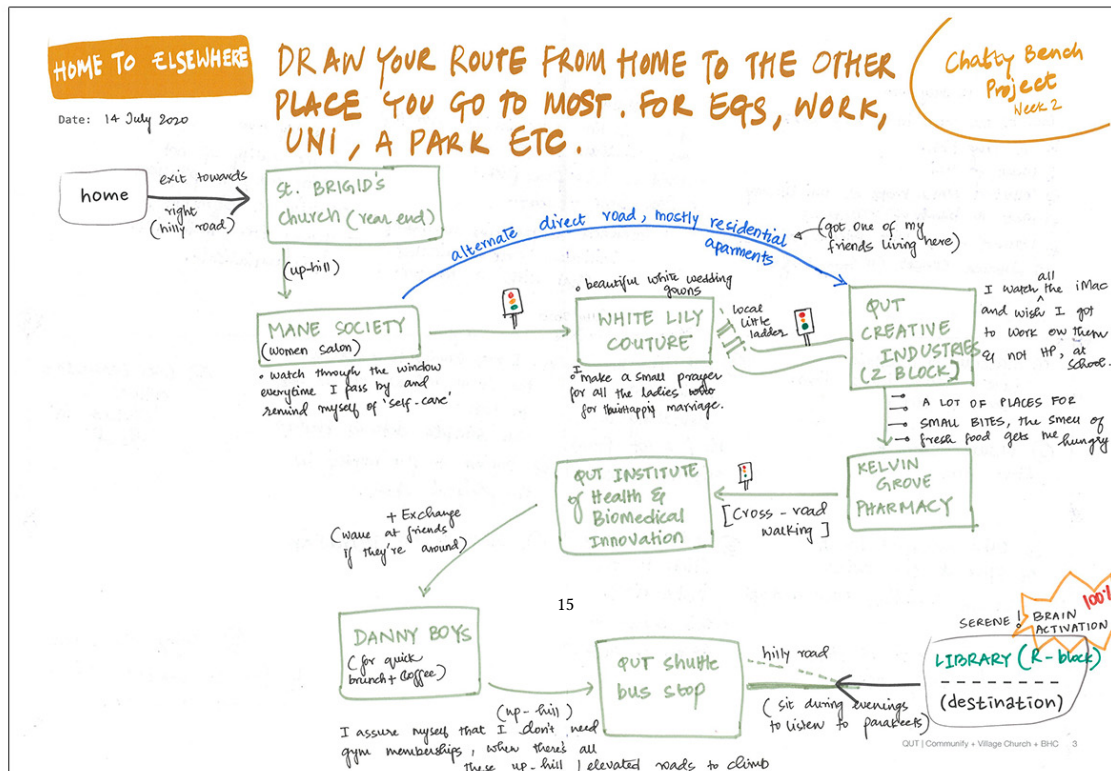 HOME TO ELSEWHERE
DRAW YOUR ROUTE FROM HOME TO THE OTHER
PLACE YOU GO TO MOST. FOR EGS, WORK,
UNI, A PARK ETC.
Chatty Bench
Project
Week 2
Date: 14 July 2020
home
exit towards
right
(hilly road)
St. BRIGID'S
church (rear end)
(up-hill)
alternate direct road, mostly residential
aparments
(got one of my
friends living here)
MANE SOCIETY
(women salon)
• watch through the window
everytime I pass by and
remind myself of 'self-care'
• beautiful white wedding
gowns
WHITE LILY
COUTURE
• I make a small prayer
for all the ladies
for happy marriage.
local
little
ladder
QUT
CREATIVE
INDUSTRIES
(Z BLOCK)
I watch all the iMac
and wish I got
to work on them
& not HP, at
school.
A LOT OF PLACES FOR
SMALL BITES, THE SMELL OF
fresh food gets me hungry
KELVIN
GROVE
PHARMACY
[Cross-road
walking]
QUT INSTITUTE
of Health &
Biomedical
Innovation
+ Exchange
(wave at friends
if they're around)
15
DANNY BOYS
(for quick
brunch + coffee)
(up-hill)
I assure myself that I don't need
gym memberships, when there's all
these up-hill / elevated roads to climb
QUT shuttle
bus stop
hilly road
(sit during evenings
to listen to parakeets)
SERENE!
BRAIN
ACTIVATION
100%
LIBRARY (R-block)
(destination)
QUT | Community + Village Church + BHC 3